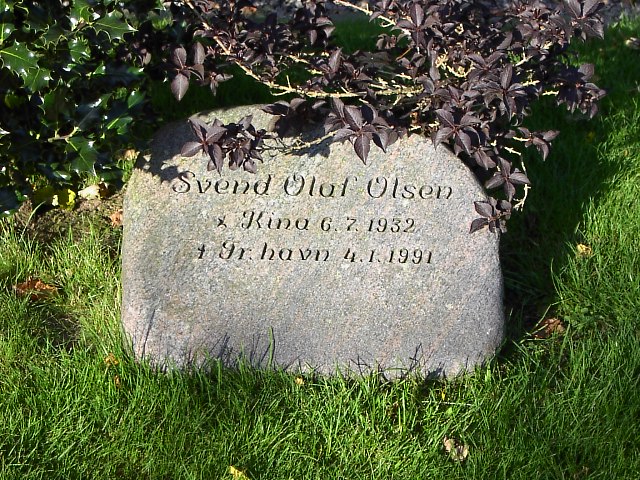 Svend Olaf Olsen
× Kina 6.7.1932
† Gr.havn 4.1.1991